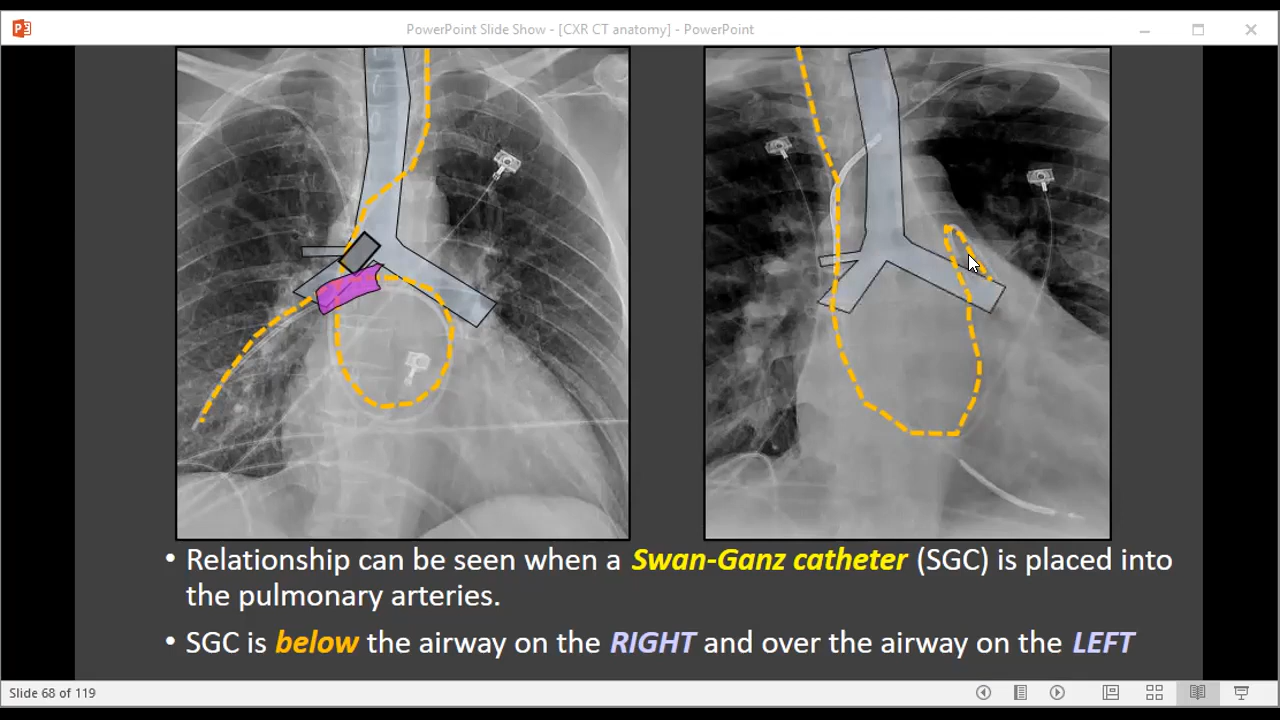 PowerPoint Slide Show - [CXR CT anatomy] - PowerPoint
• Relationship can be seen when a Swan-Ganz catheter (SGC) is placed into
the pulmonary arteries.
• SGC is below the airway on the RIGHT and over the airway on the LEFT
Slide 68 of 119